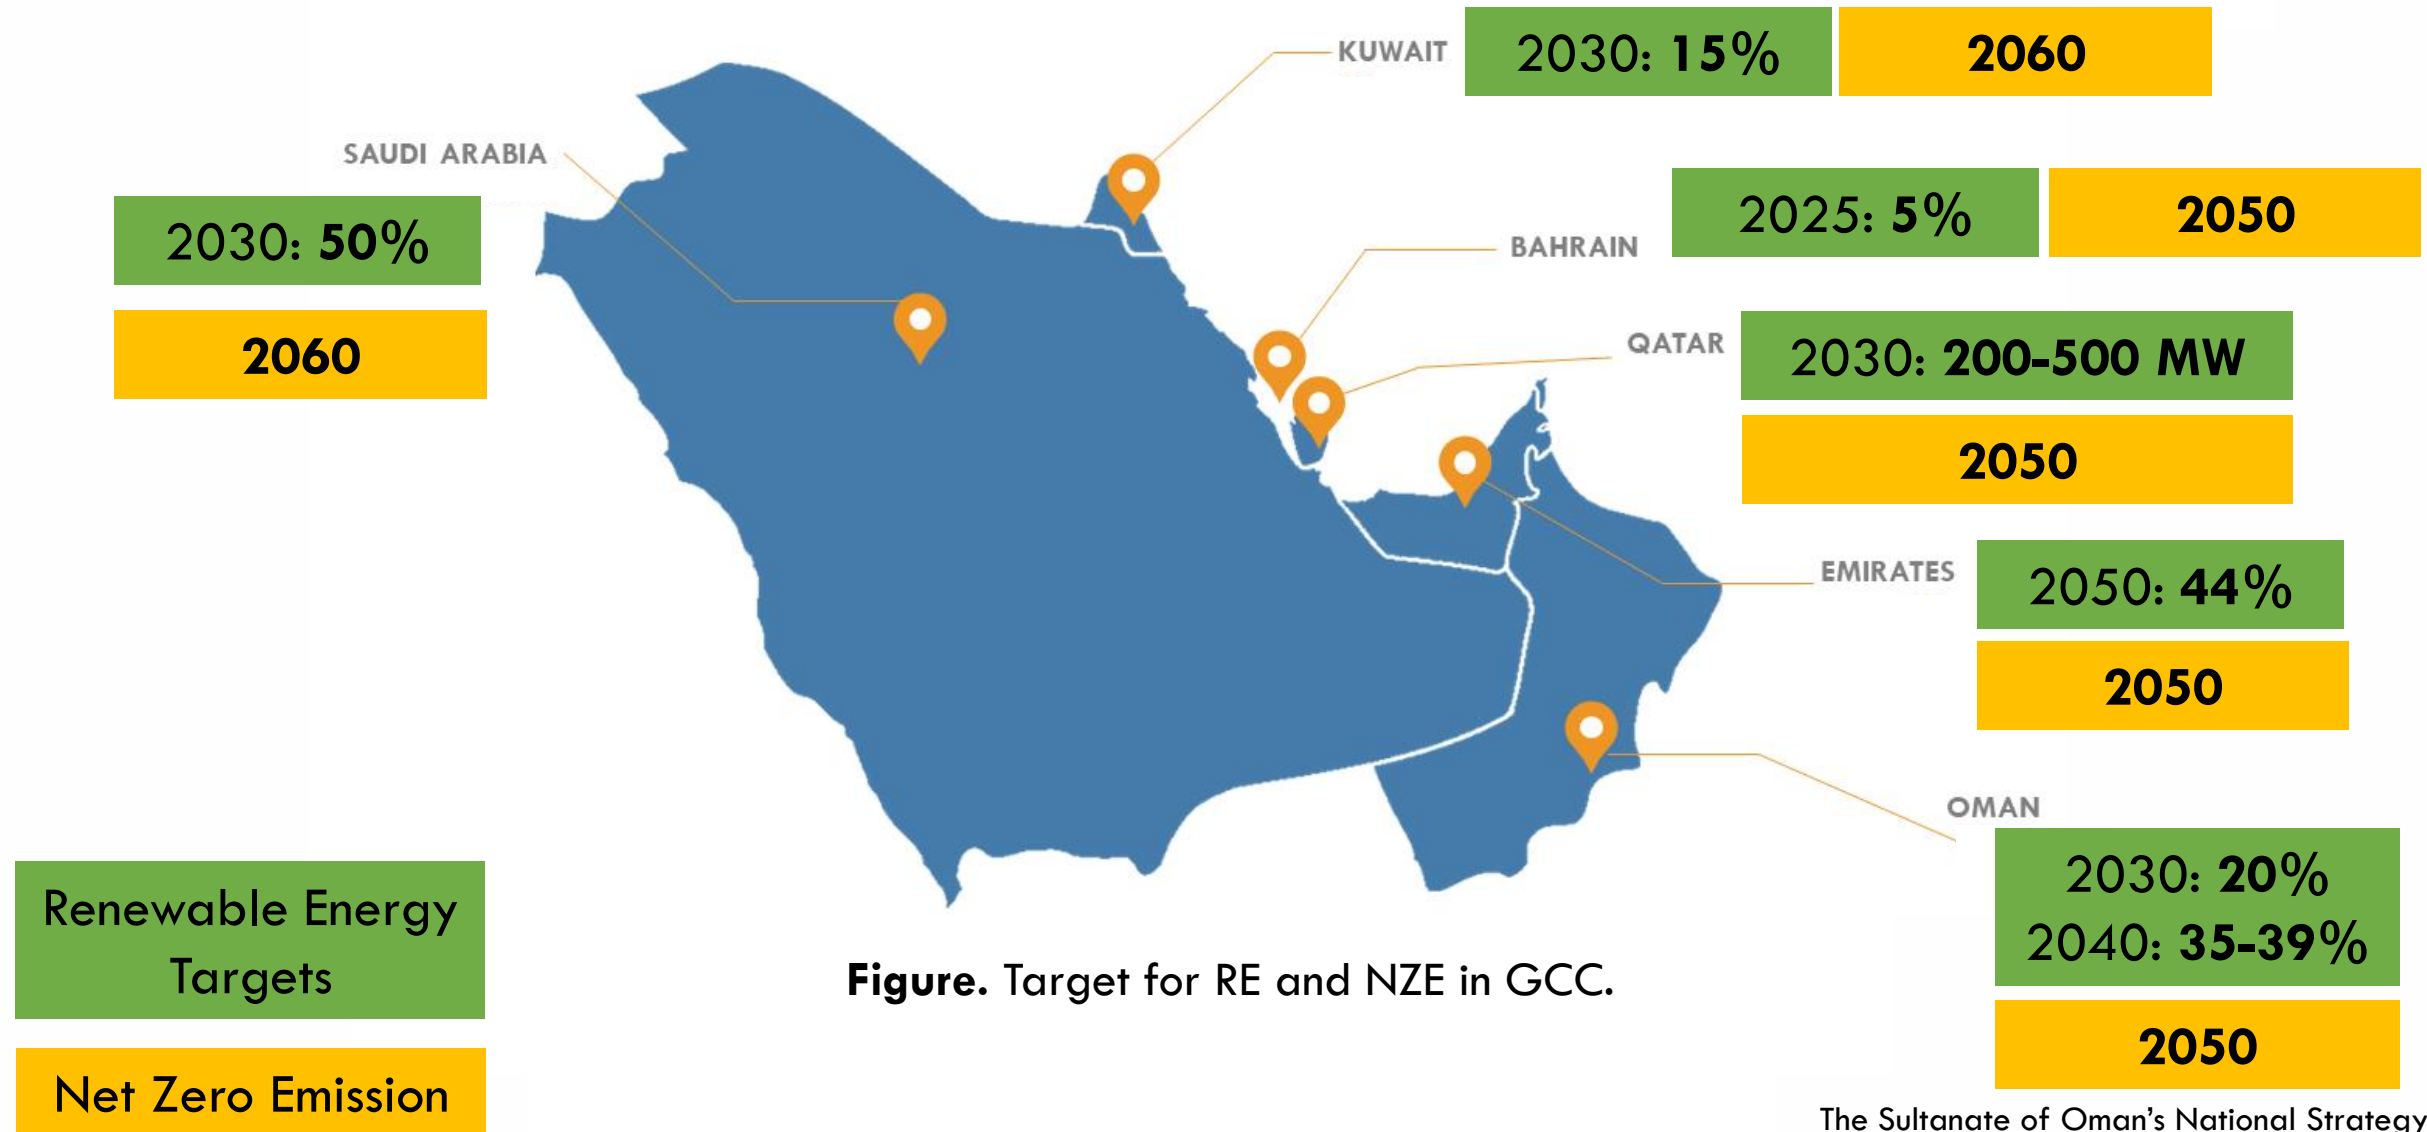 KUWAIT
2030: 15%
2060
SAUDI ARABIA
2030: 50%
2060
BAHRAIN
2025: 5%
2050
QATAR
2030: 200-500 MW
2050
EMIRATES
2050: 44%
2050
OMAN
2030: 20%
2040: 35-39%
2050
Renewable Energy
Targets
Net Zero Emission
Figure. Target for RE and NZE in GCC.
The Sultanate of Oman's National Strategy